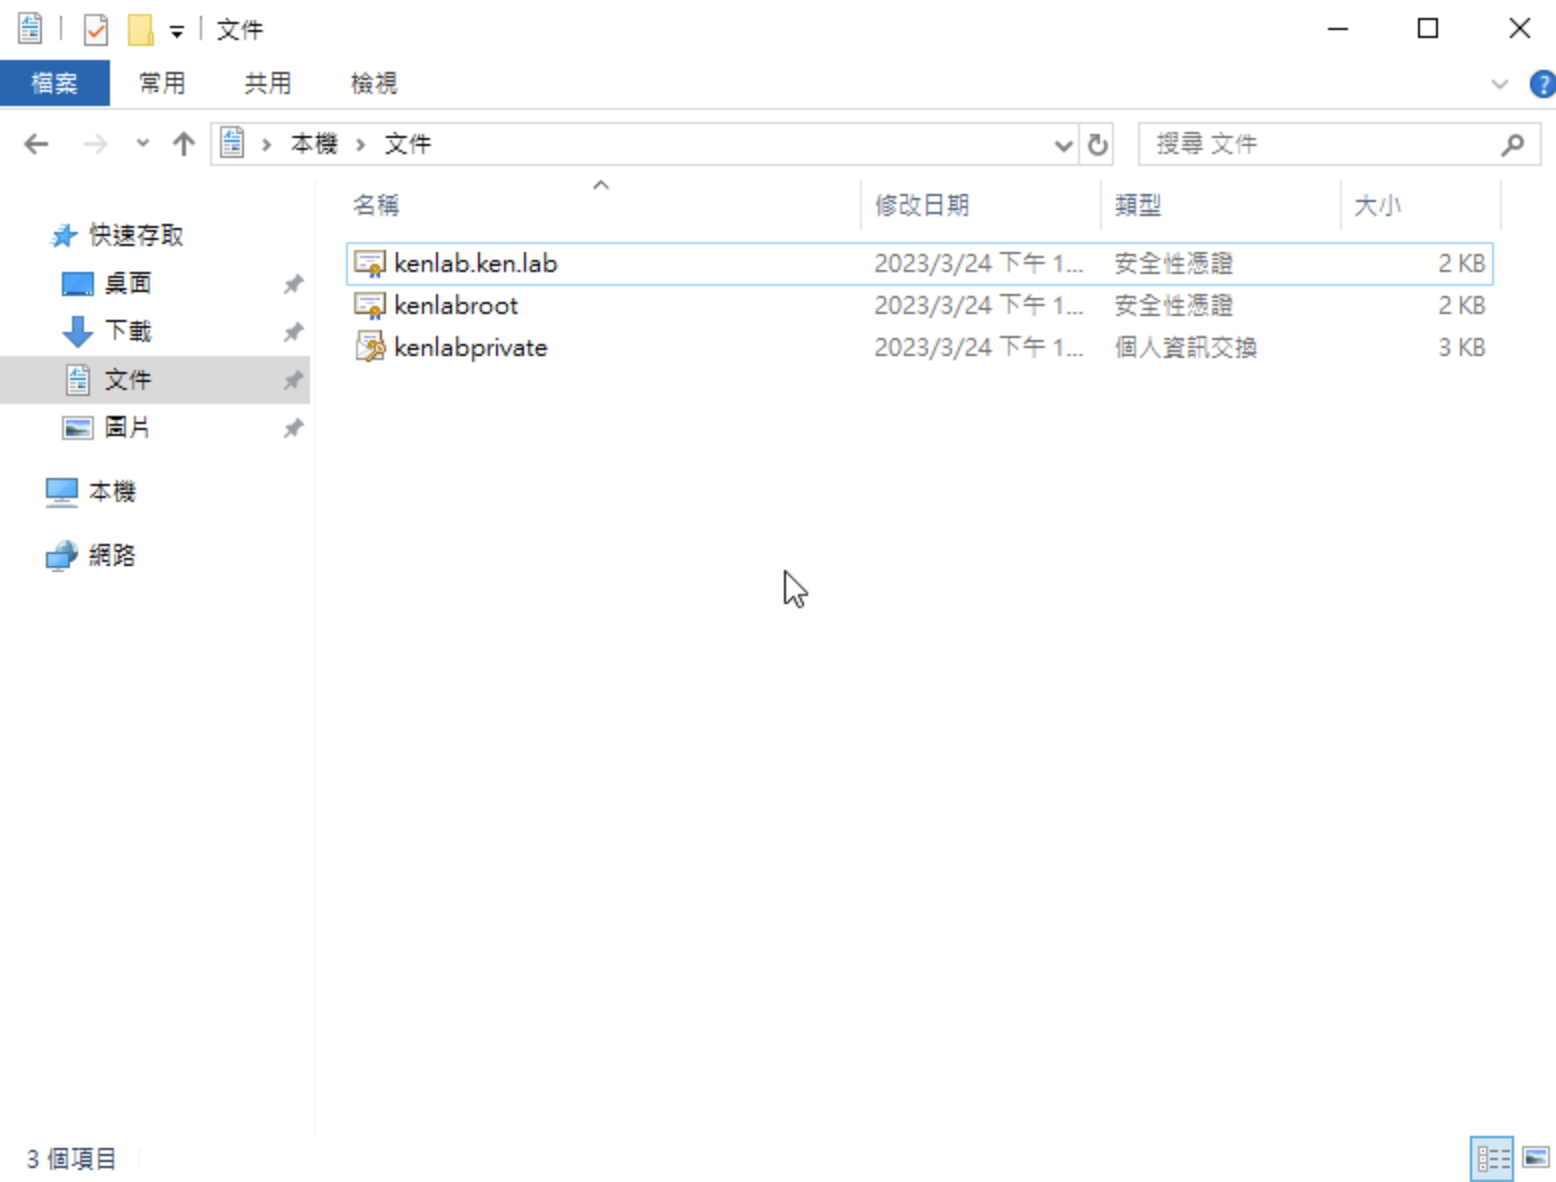 文件
檔案 常用 共用 檢視
本機 文件 搜尋 文件
名稱 修改日期 類型 大小
快速存取
桌面
下載
文件
圖片
本機
網路
kenlab.ken.lab 2023/3/24 下午 1... 安全性憑證 2 KB
kenlabroot 2023/3/24 下午 1... 安全性憑證 2 KB
kenlabprivate 2023/3/24 下午 1... 個人資訊交換 3 KB
3 個項目